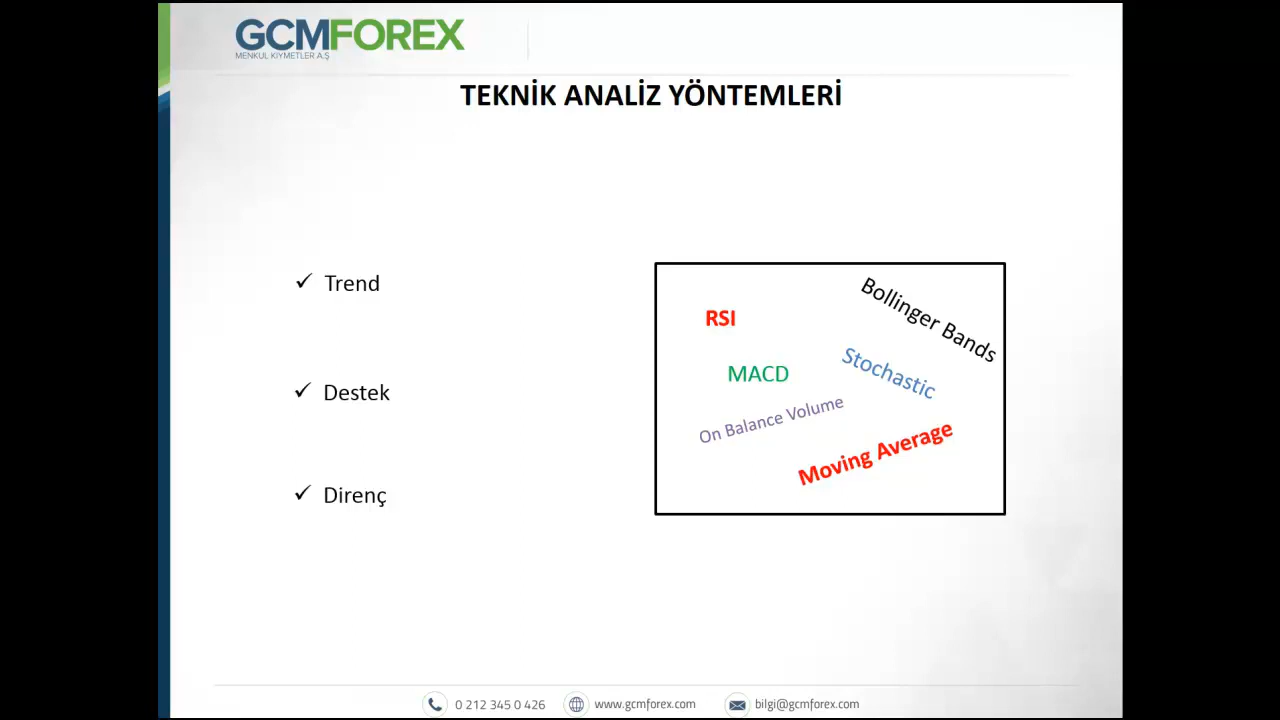 GCMFOREX
MENKUL KIYMETLER A.Ş
TEKNİK ANALİZ YÖNTEMLERİ
✓ Trend
✓ Destek
✓ Direnç
Bollinger Bands
RSI
Stochastic
MACD
On Balance Volume
Moving Average
0 212 345 0 426 www.gcmforex.com bilgi@gcmforex.com